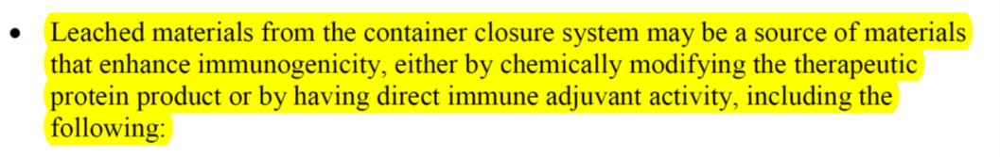 • Leached materials from the container closure system may be a source of materials
that enhance immunogenicity, either by chemically modifying the therapeutic
protein product or by having direct immune adjuvant activity, including the
following: